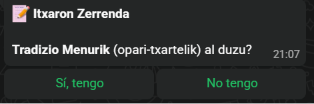 📝 Itxaron Zerrenda
Tradizio Menurik (opari-txartelik) al duzu?
21:07
Sí, tengo
No tengo